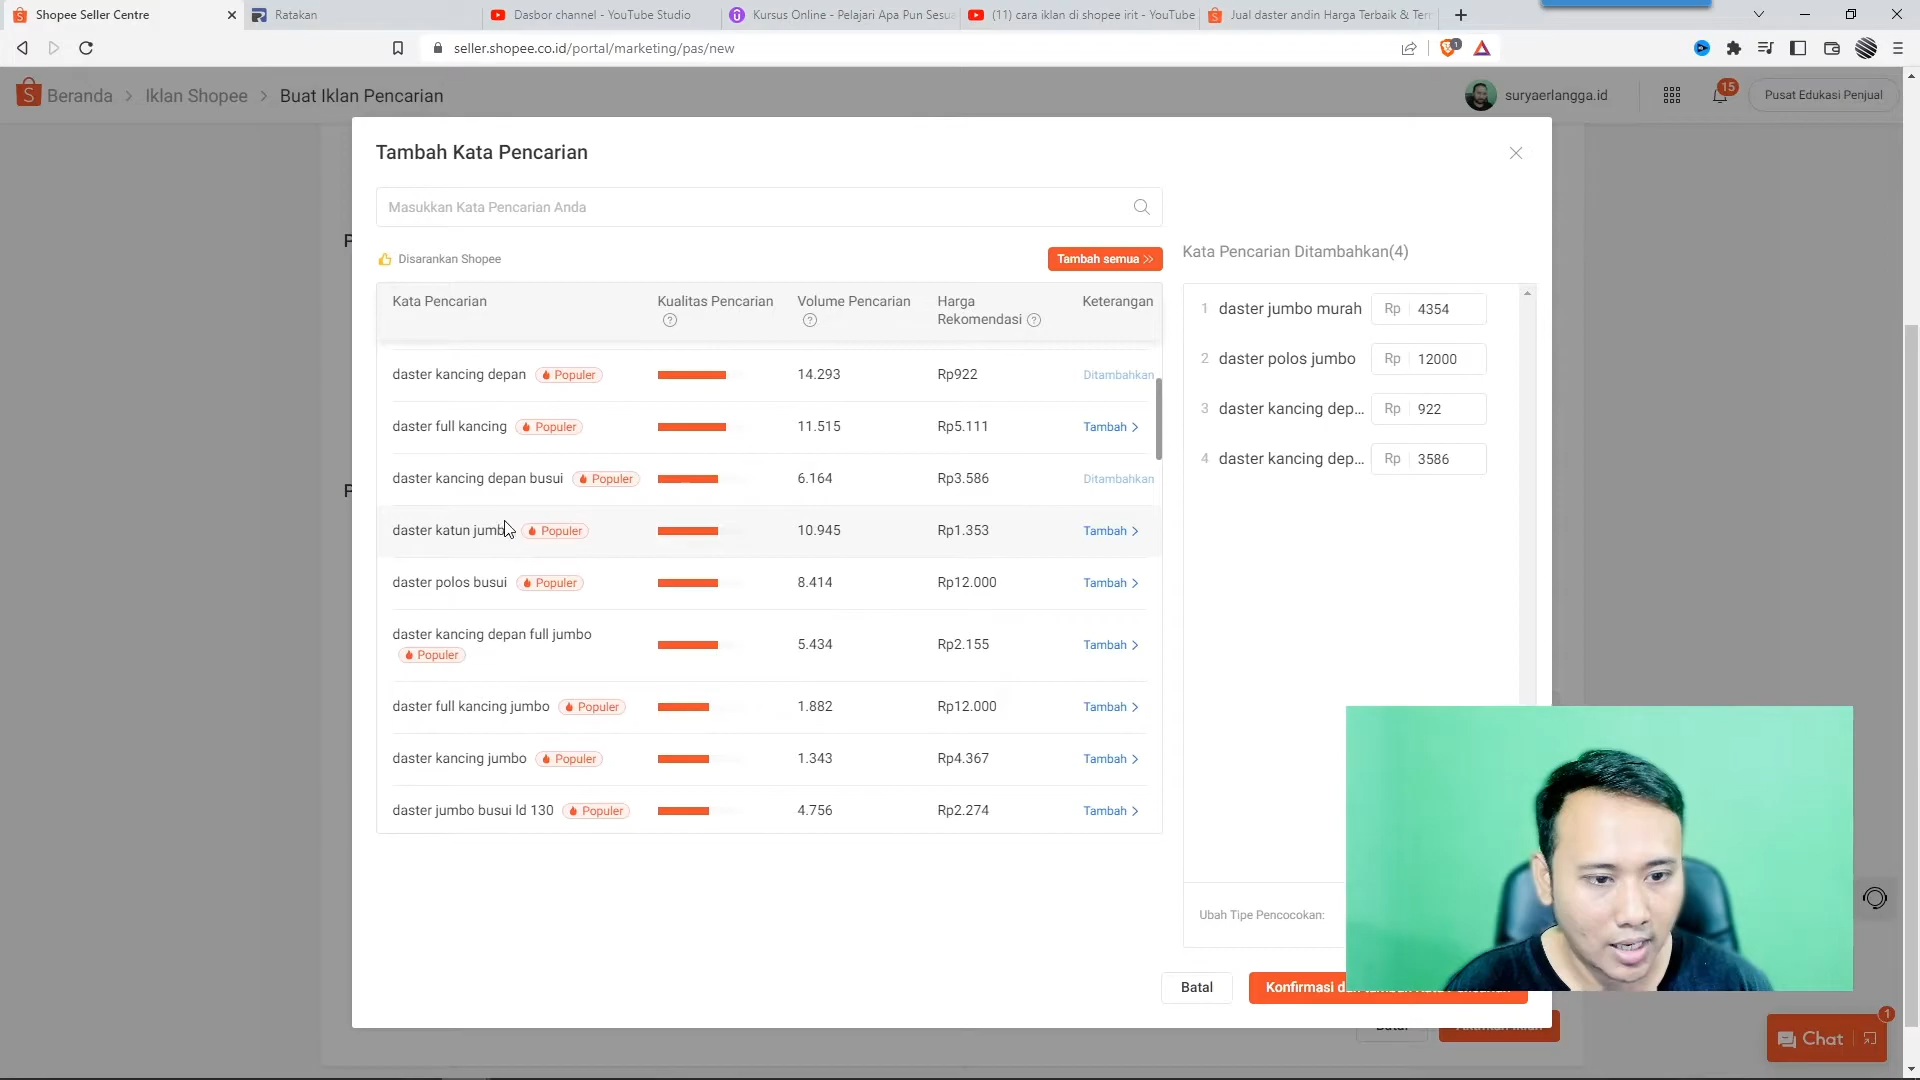 Shopee Seller Centre
Ratakan
Dasbor channel - YouTube Studio
Kursus Online - Pelajari Apa Pun Sesua
(11) cara iklan di shopee irit - YouTube
Jual daster andin Harga Terbaik & Ter
seller.shopee.co.id/portal/marketing/pas/new
1
Beranda > Iklan Shopee > Buat Iklan Pencarian
suryaerlangga.id
15
Pusat Edukasi Penjual
Tambah Kata Pencarian
Masukkan Kata Pencarian Anda
Disarankan Shopee
Tambah semua >>
Kata Pencarian Ditambahkan(4)
Kata Pencarian Kualitas Pencarian Volume Pencarian Harga Rekomendasi Keterangan
daster kancing depan Populer 14.293 Rp922 Ditambahkan
daster full kancing Populer 11.515 Rp5.111 Tambah >
daster kancing depan busui Populer 6.164 Rp3.586 Ditambahkan
daster katun jumb Populer 10.945 Rp1.353 Tambah >
daster polos busui Populer 8.414 Rp12.000 Tambah >
daster kancing depan full jumbo Populer 5.434 Rp2.155 Tambah >
daster full kancing jumbo Populer 1.882 Rp12.000 Tambah >
daster kancing jumbo Populer 1.343 Rp4.367 Tambah >
daster jumbo busui ld 130 Populer 4.756 Rp2.274 Tambah >
1 daster jumbo murah Rp 4354
2 daster polos jumbo Rp 12000
3 daster kancing dep... Rp 922
4 daster kancing dep... Rp 3586
Ubah Tipe Pencocokan:
Batal
Konfirmasi d
Chat
1